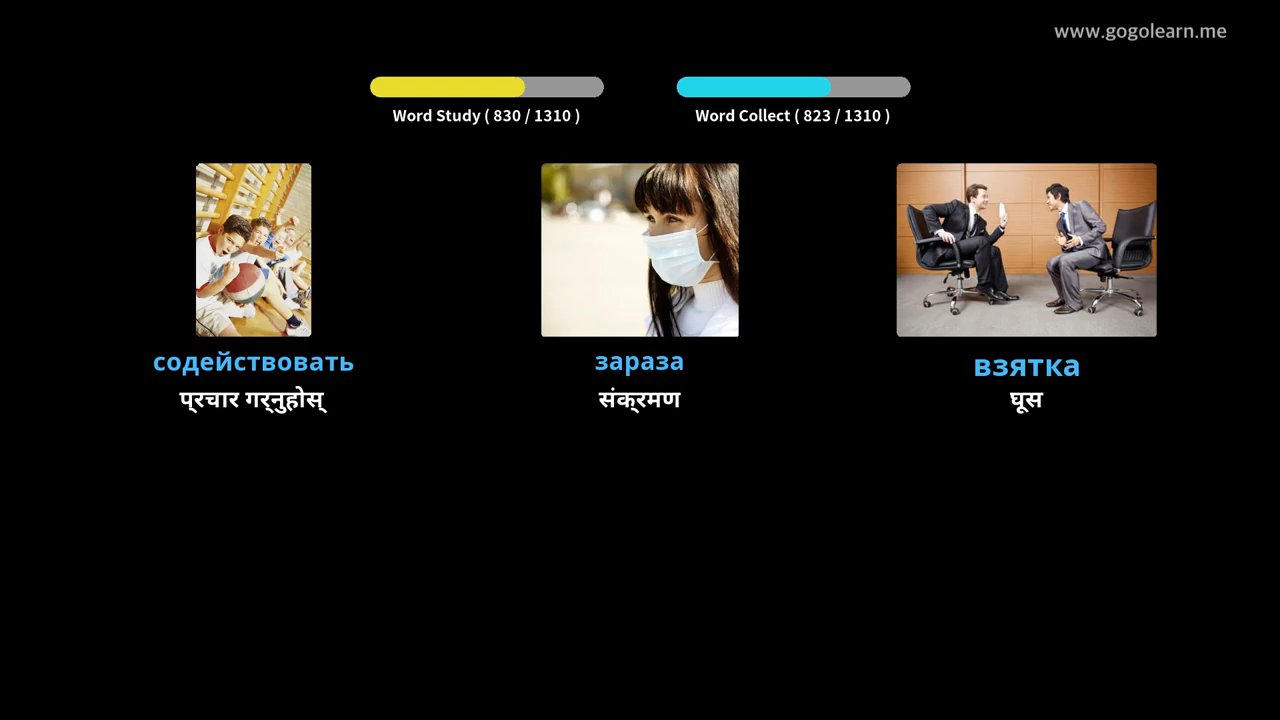 www.gogolearn.me
Word Study ( 830 / 1310 )
Word Collect ( 823 / 1310 )
содействовать
зараза
взятка
प्रचार गर्नुहोस्
संक्रमण
घूस